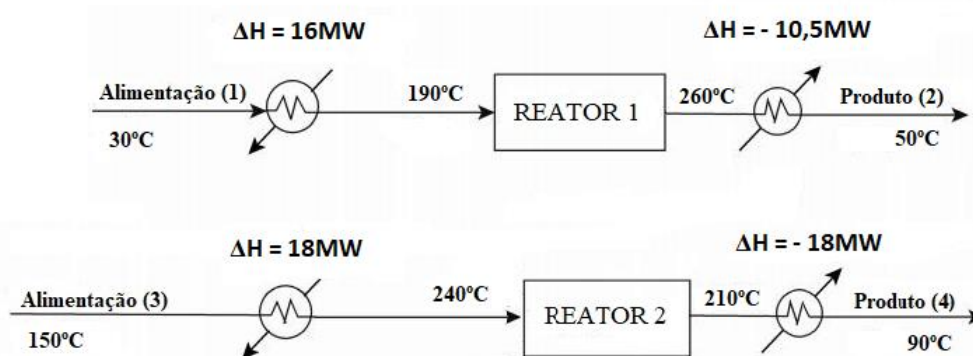 ΔH = 16MW
ΔH = - 10,5MW
Alimentação (1)
190ºC
REATOR 1
260ºC
Produto (2)
30ºC
50ºC
ΔH = 18MW
ΔH = - 18MW
Alimentação (3)
240ºC
REATOR 2
210ºC
Produto (4)
150ºC
90ºC